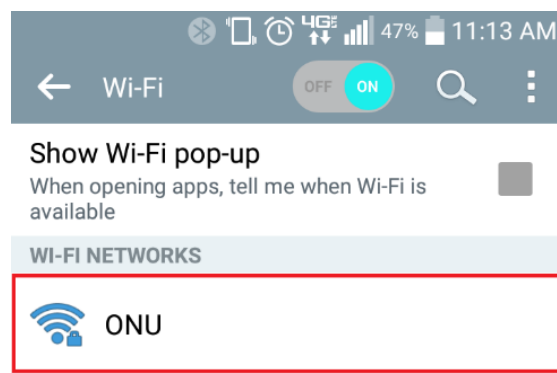 4GE 47% 11:13 AM
Wi-Fi OFF ON
Show Wi-Fi pop-up
When opening apps, tell me when Wi-Fi is
available
WI-FI NETWORKS
ONU